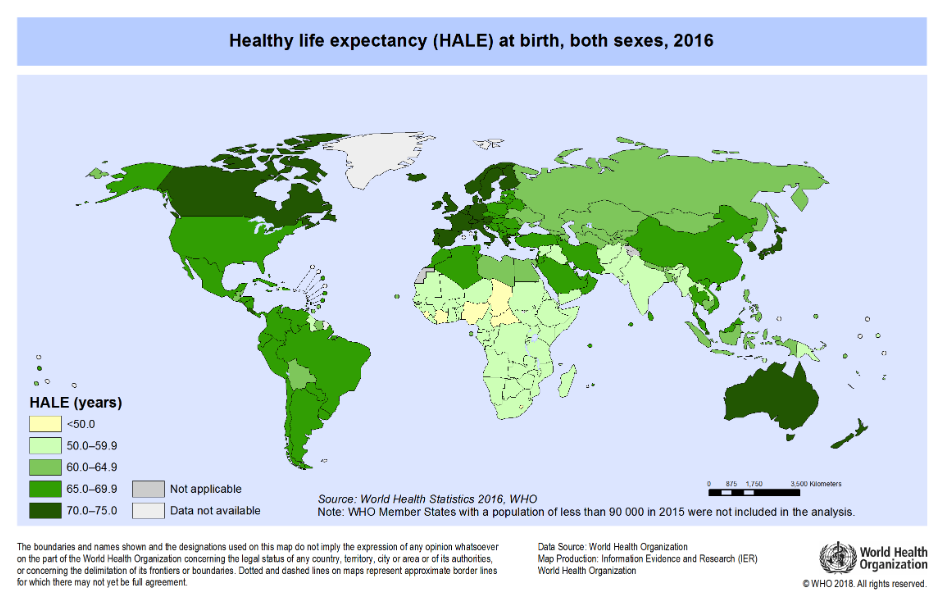 Healthy life expectancy (HALE) at birth, both sexes, 2016
HALE (years)
<50.0
50.0–59.9
60.0–64.9
65.0–69.9
70.0–75.0
Not applicable
Data not available
0 875 1,750 3,500 Kilometers
Source: World Health Statistics 2016, WHO
Note: WHO Member States with a population of less than 90 000 in 2015 were not included in the analysis.
The boundaries and names shown and the designations used on this map do not imply the expression of any opinion whatsoever
on the part of the World Health Organization concerning the legal status of any country, territory, city or area or of its authorities,
or concerning the delimitation of its frontiers or boundaries. Dotted and dashed lines on maps represent approximate border lines
for which there may not yet be full agreement.
Data Source: World Health Organization
Map Production: Information Evidence and Research (IER)
World Health Organization
World Health
Organization
© WHO 2018. All rights reserved.